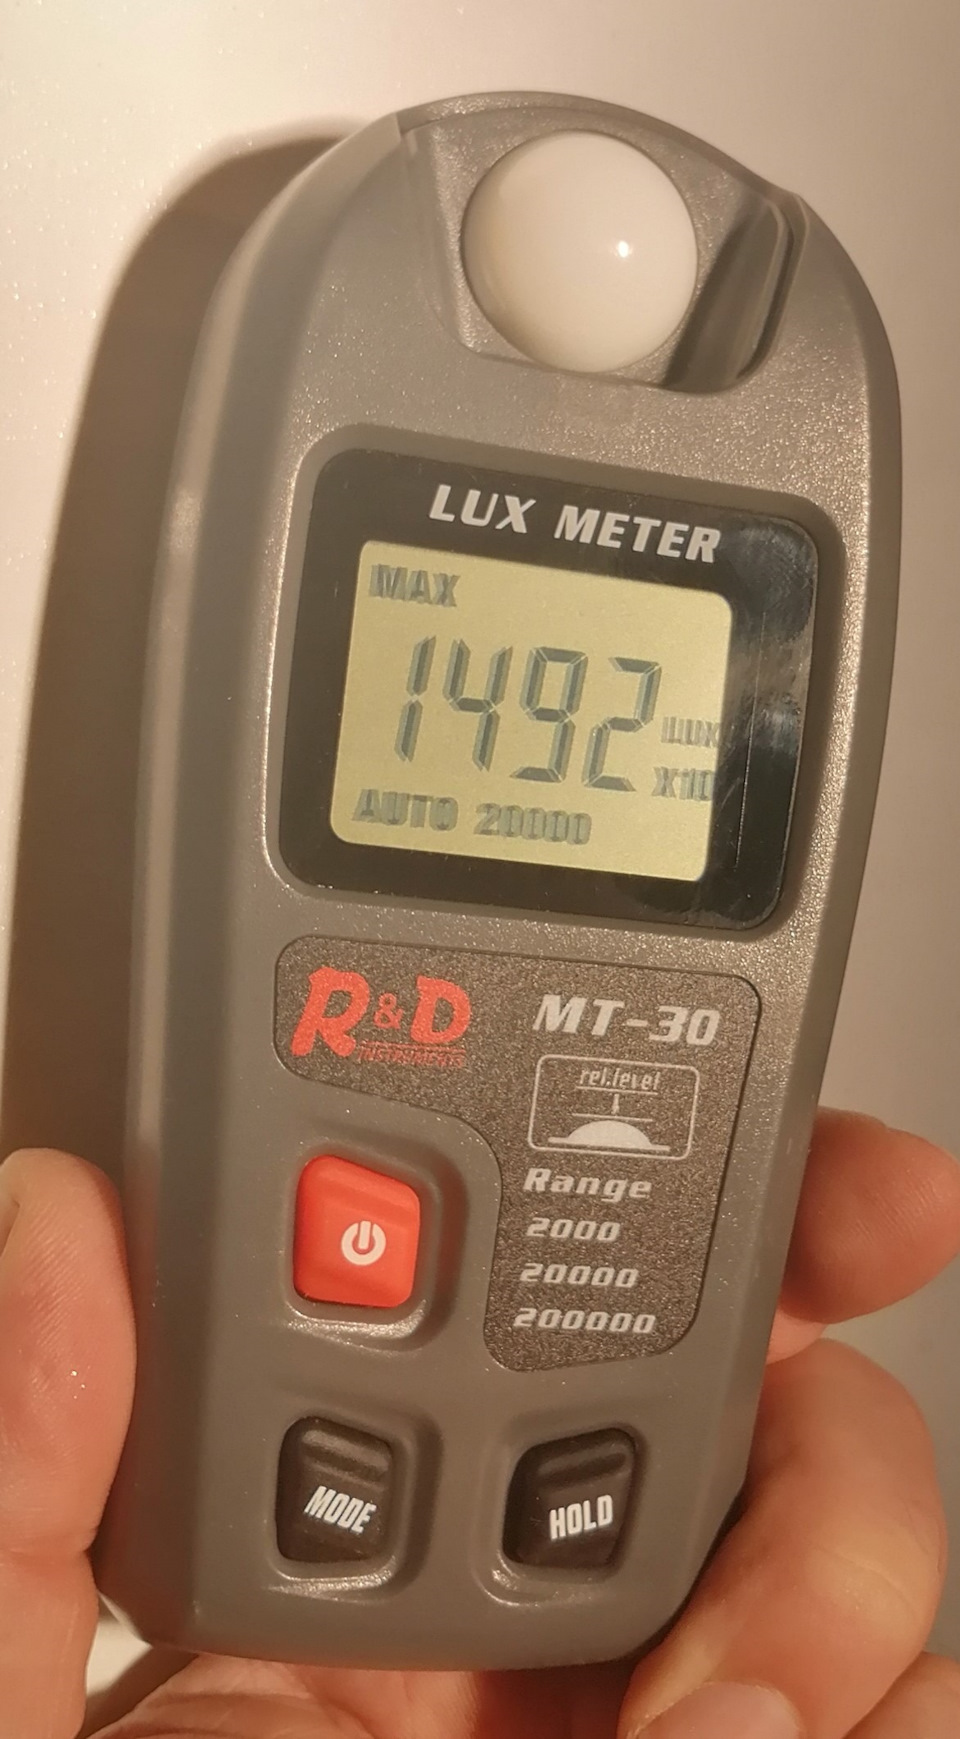 LUX METER
MAX
1492
LUX
X10
AUTO 20000
R&D
INSTRUMENTS
MT-30
rel.level
Range
2000
20000
200000
MODE
HOLD